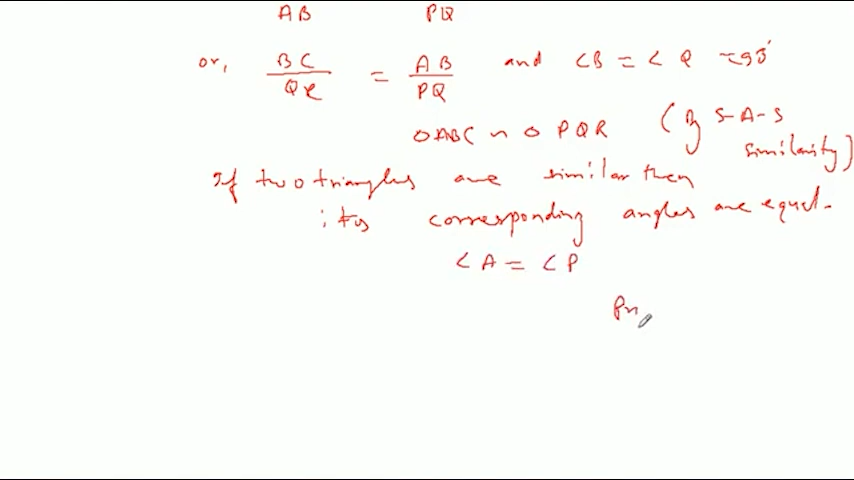 AB PQ
or, BC/QR = AB/PQ and ∠B = ∠Q = 90°
△ABC ~ △PQR (By S-A-S
similarity)
If two triangles are similar then
its corresponding angles are equal.
∠A = ∠P